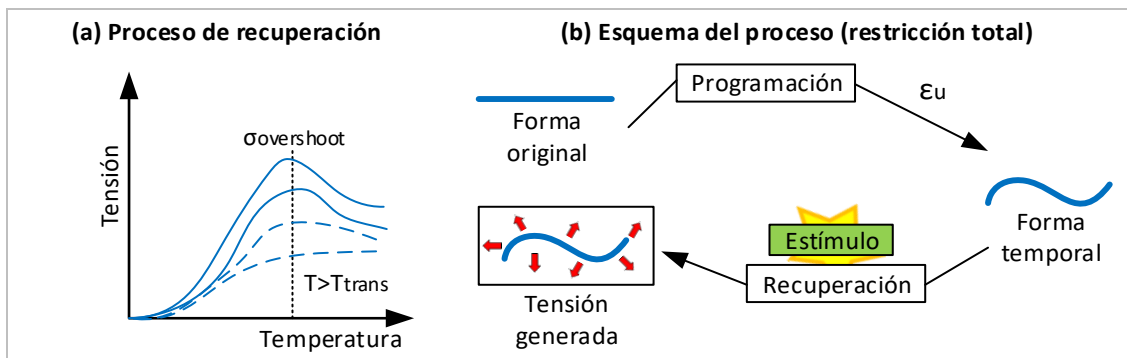 (a) Proceso de recuperación
Tensión
σovershoot
T>Ttrans
Temperatura
(b) Esquema del proceso (restricción total)
Programación
εu
Forma
original
Forma
temporal
Estímulo
Recuperación
Tensión
generada